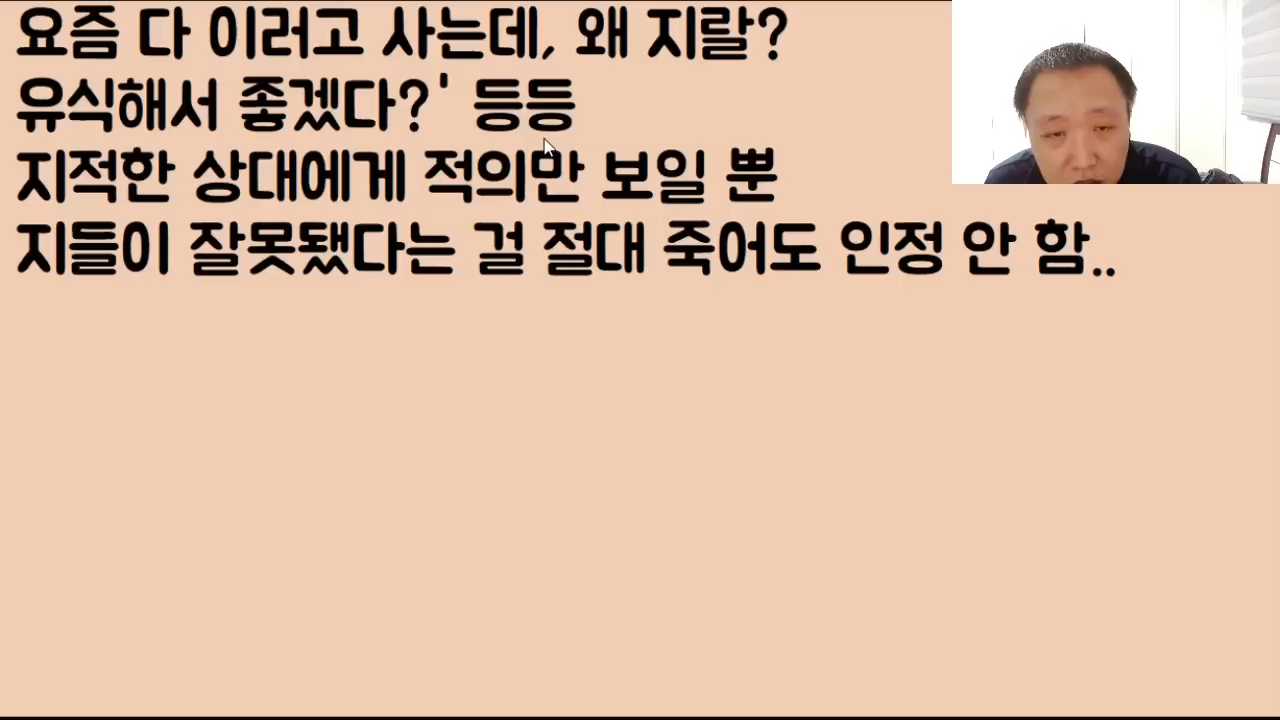 요즘 다 이러고 사는데, 왜 지랄?
유식해서 좋겠다?' 등등
지적한 상대에게 적의만 보일 뿐
지들이 잘못됐다는 걸 절대 죽어도 인정 안 함..